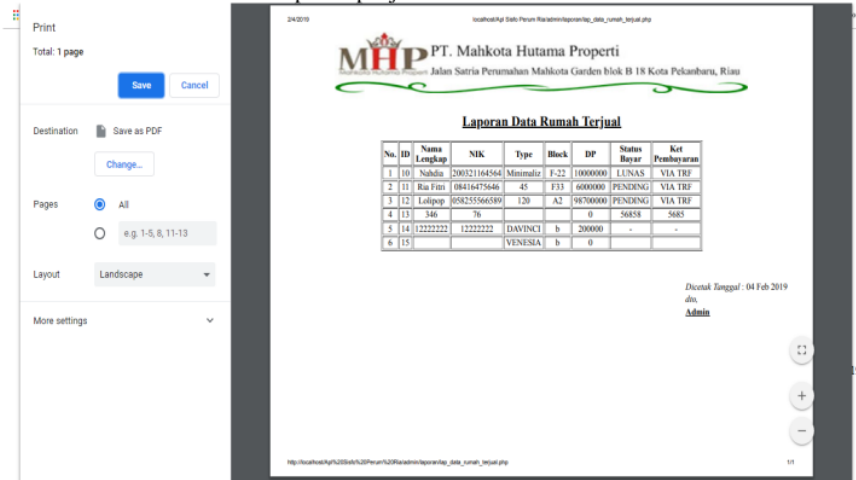 Print
Total: 1 page
Save Cancel
Destination Save as PDF
Change...
Pages All
e.g. 1-5, 8, 11-13
Layout Landscape
More settings
2/4/2019 localhost/Apl Sisfo Perum Ria/admin/laporan/lap_data_rumah_terjual.php
MHP PT. Mahkota Hutama Properti
Mahkota Hutama Properti Jalan Satria Perumahan Mahkota Garden blok B 18 Kota Pekanbaru, Riau
Laporan Data Rumah Terjual
No. ID Nama Lengkap NIK Type Block DP Status Bayar Ket Pembayaran
1 10 Nahdia 200321164564 Minimaliz F-22 10000000 LUNAS VIA TRF
2 11 Ria Fitri 08416475646 45 F33 6000000 PENDING VIA TRF
3 12 Lolipop 058255566589 120 A2 98700000 PENDING VIA TRF
4 13 346 76 0 56858 5685
5 14 12222222 12222222 DAVINCI b 200000 - -
6 15 VENESIA b 0
Dicetak Tanggal : 04 Feb 2019
dto,
Admin
http://localhost/Apl%20Sisfo%20Perum%20Ria/admin/laporan/lap_data_rumah_terjual.php 1/1